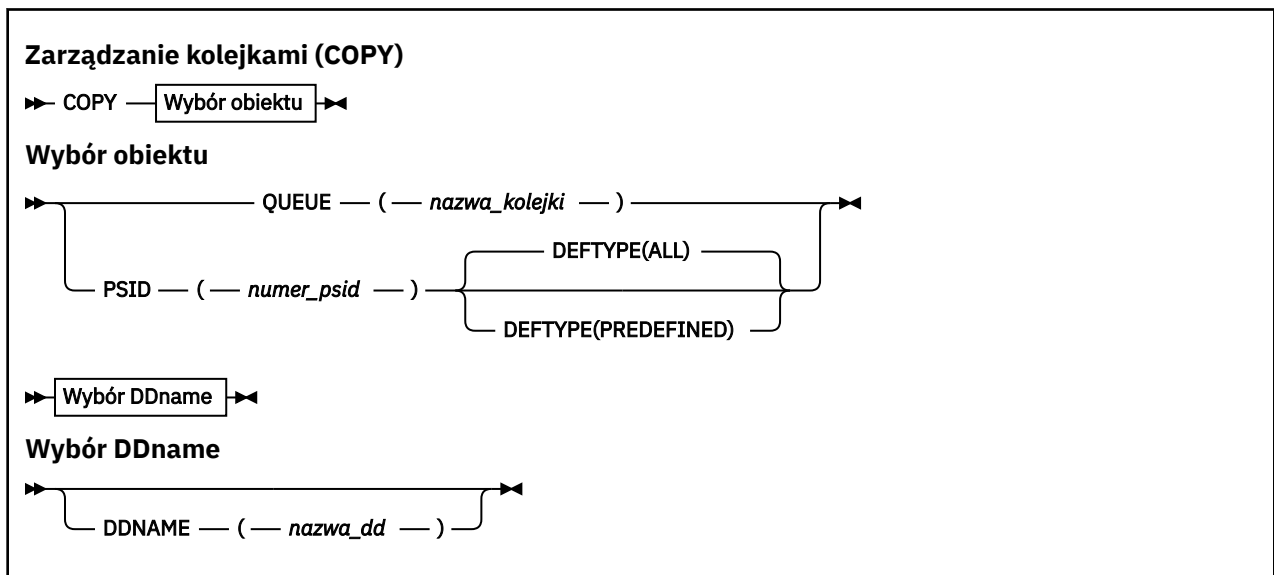 Zarządzanie kolejkami (COPY)
COPY Wybór obiektu
Wybór obiektu
QUEUE ( nazwa_kolejki )
DEFTYPE(ALL)
PSID ( numer_psid )
DEFTYPE(PREDEFINED)
Wybór DDname
Wybór DDname
DDNAME ( nazwa_dd )